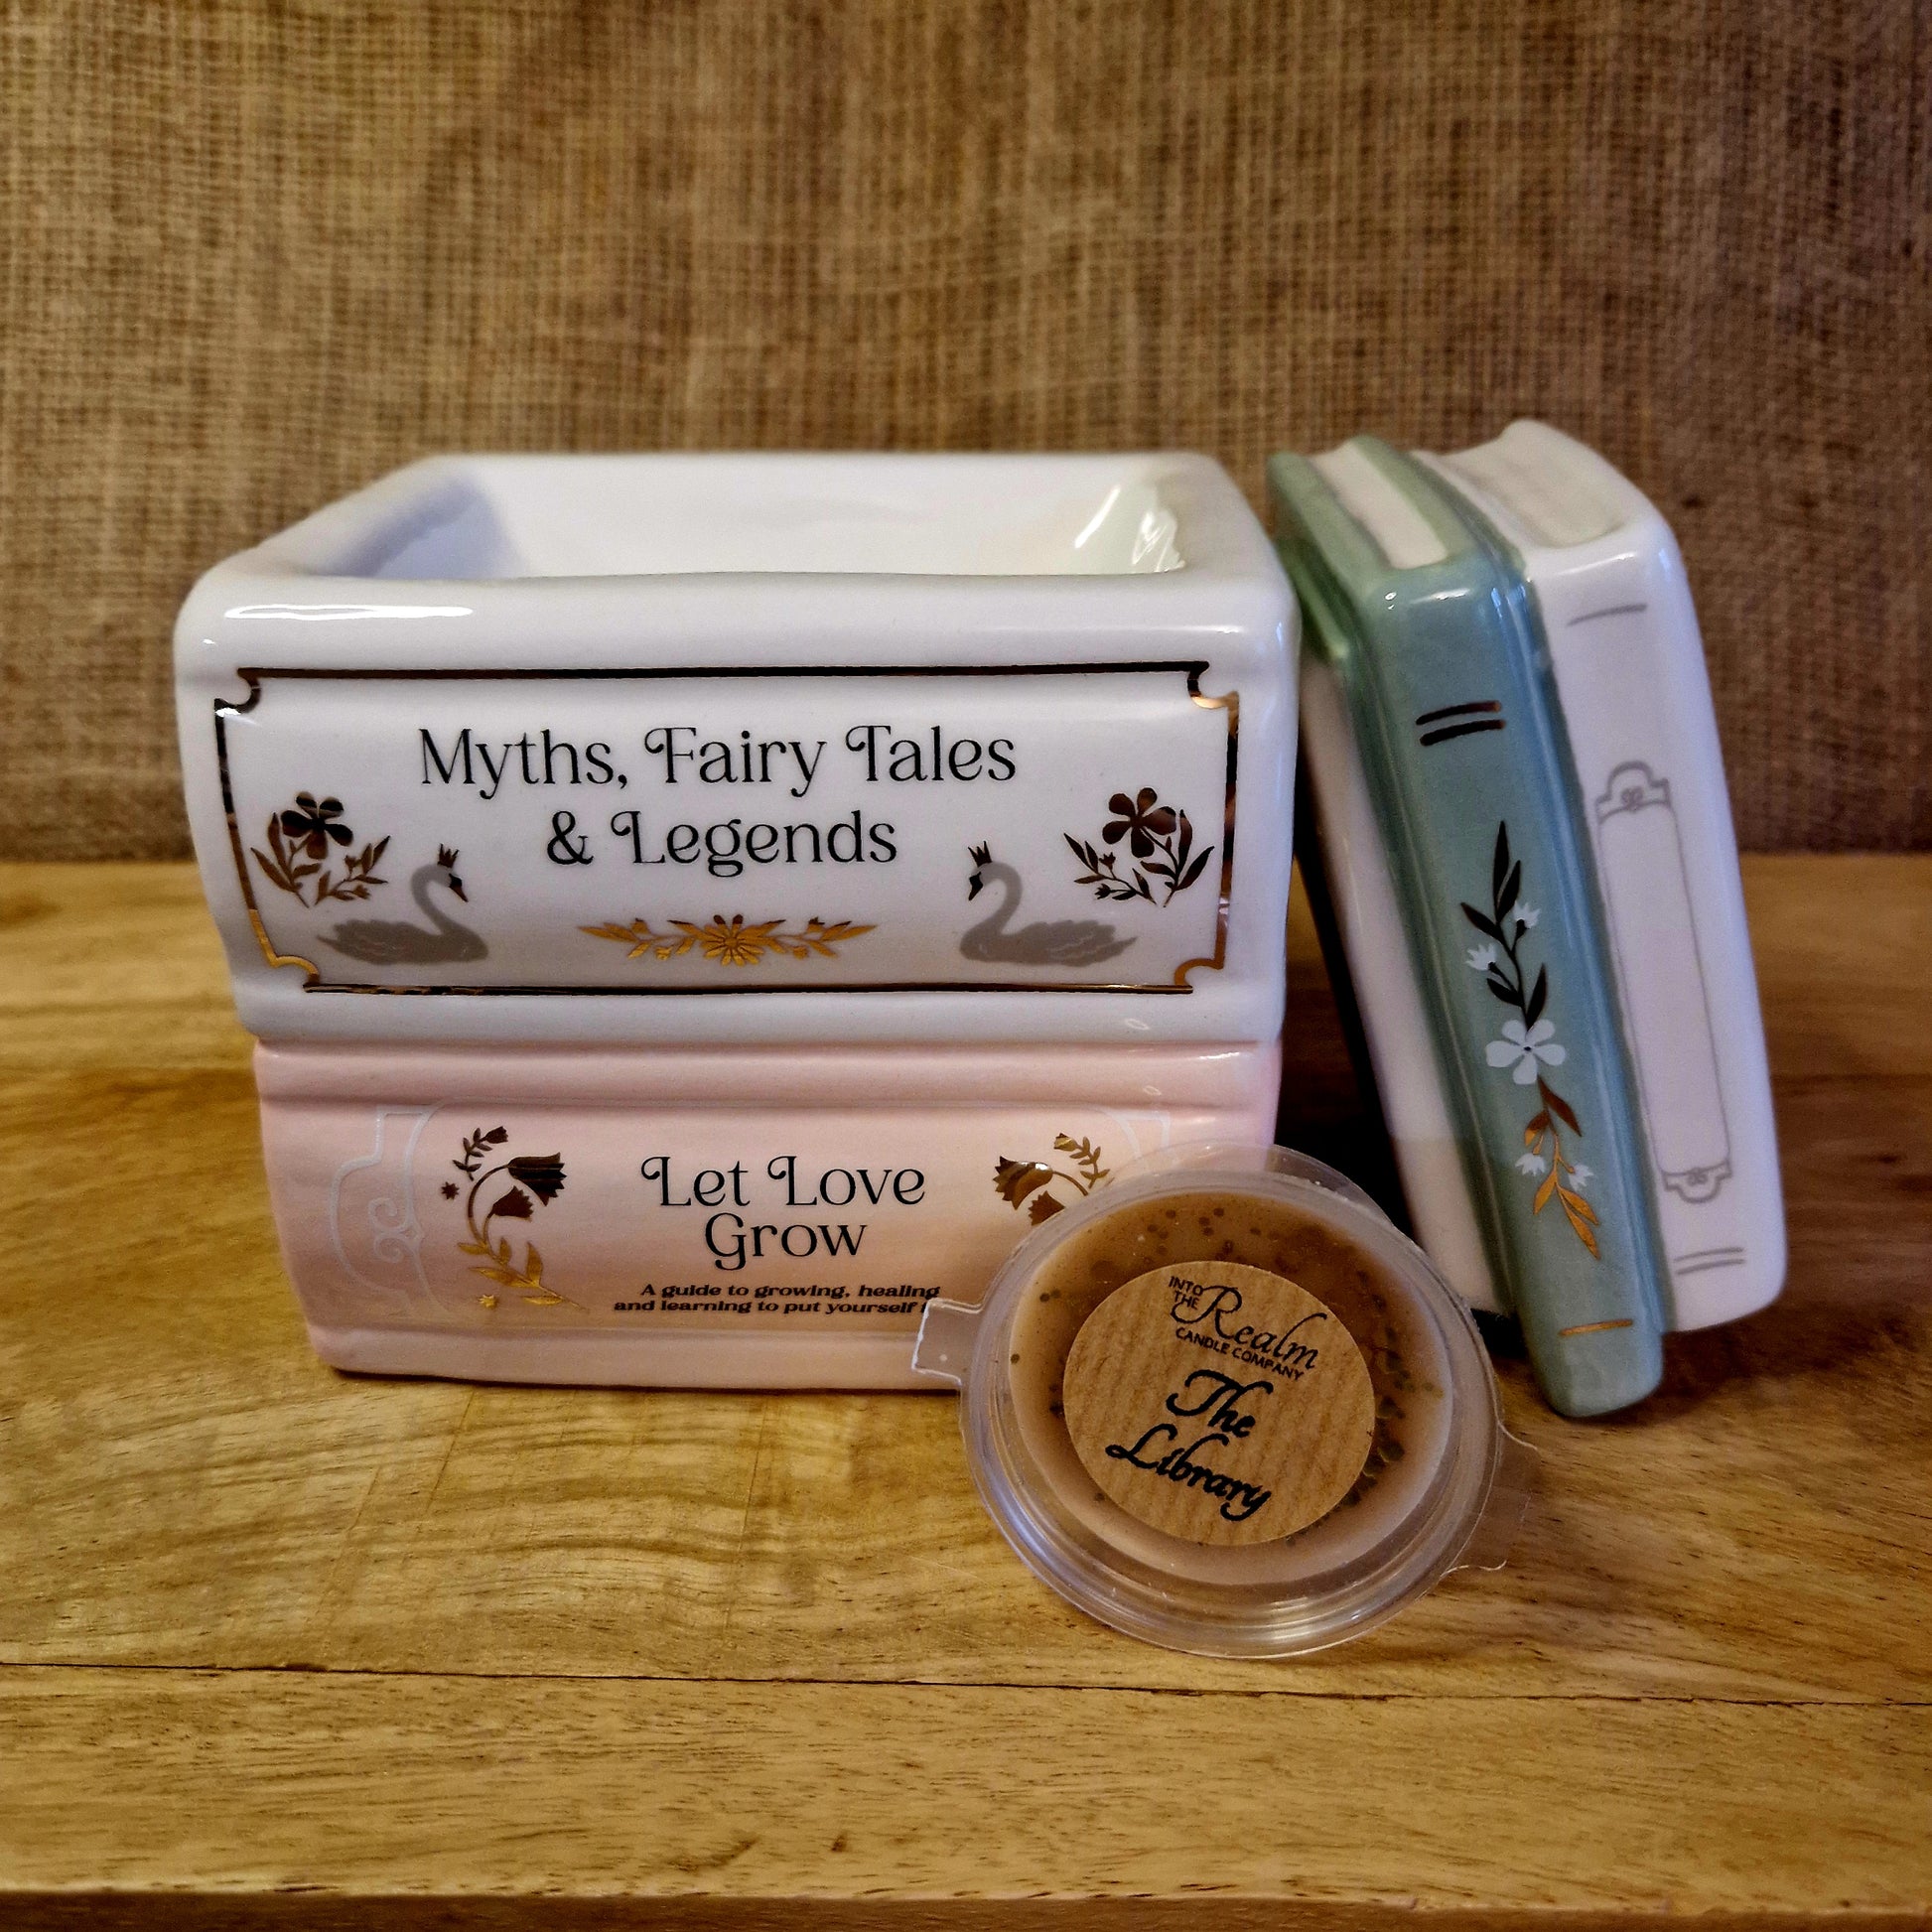 Myths, Fairy Tales
& Legends
Let Love
Grow
A guide to growing, healing
and learning to put yourself
INTO
THE Realm
CANDLE COMPANY
The
Library